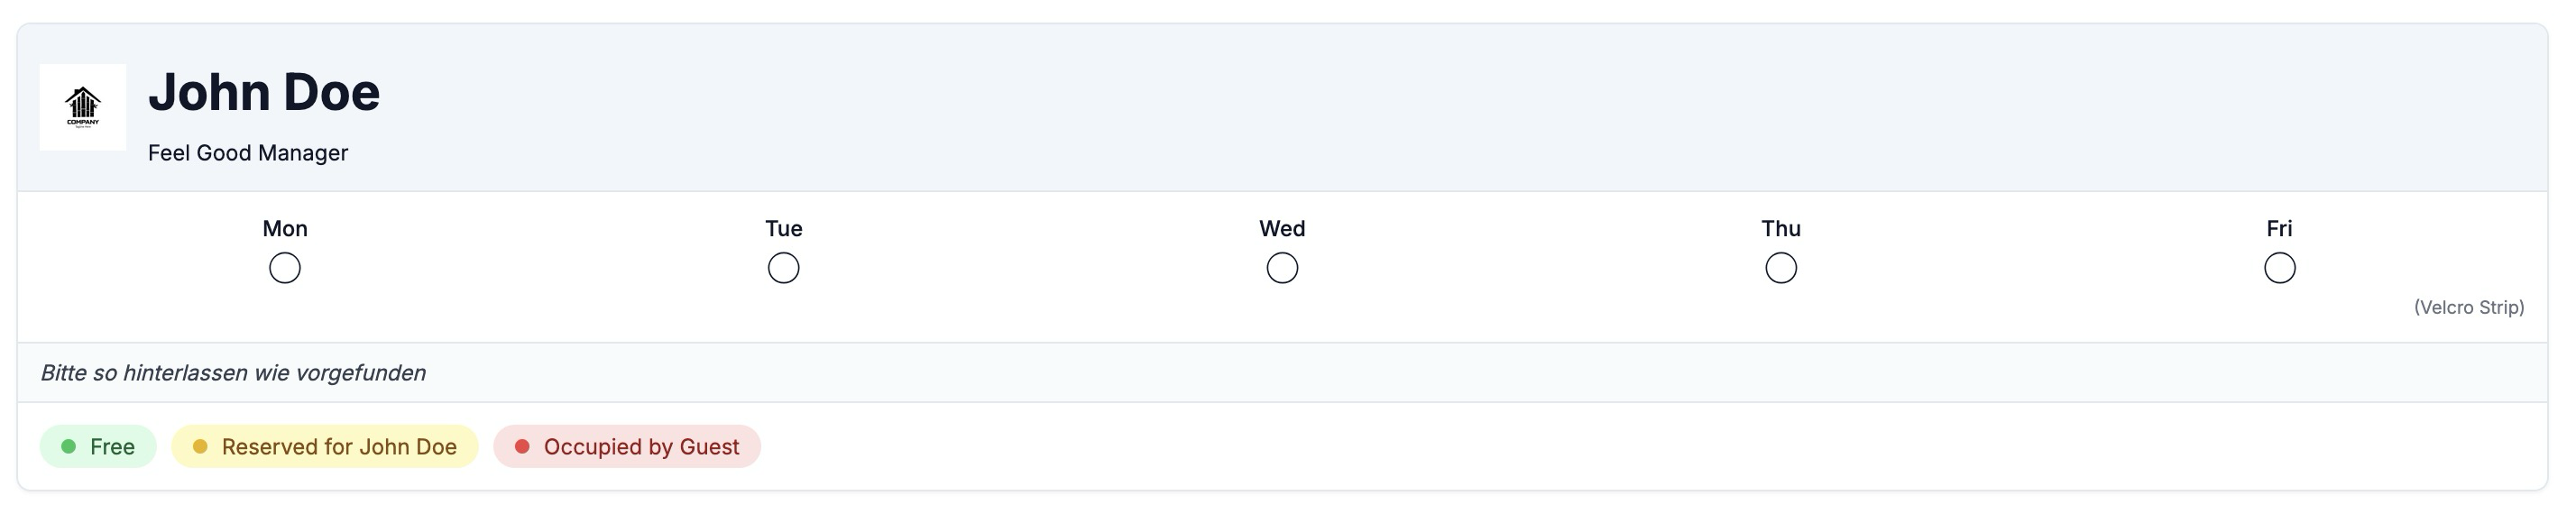 John Doe
COMPANY
Feel Good Manager
Mon Tue Wed Thu Fri
(Velcro Strip)
Bitte so hinterlassen wie vorgefunden
Free Reserved for John Doe Occupied by Guest